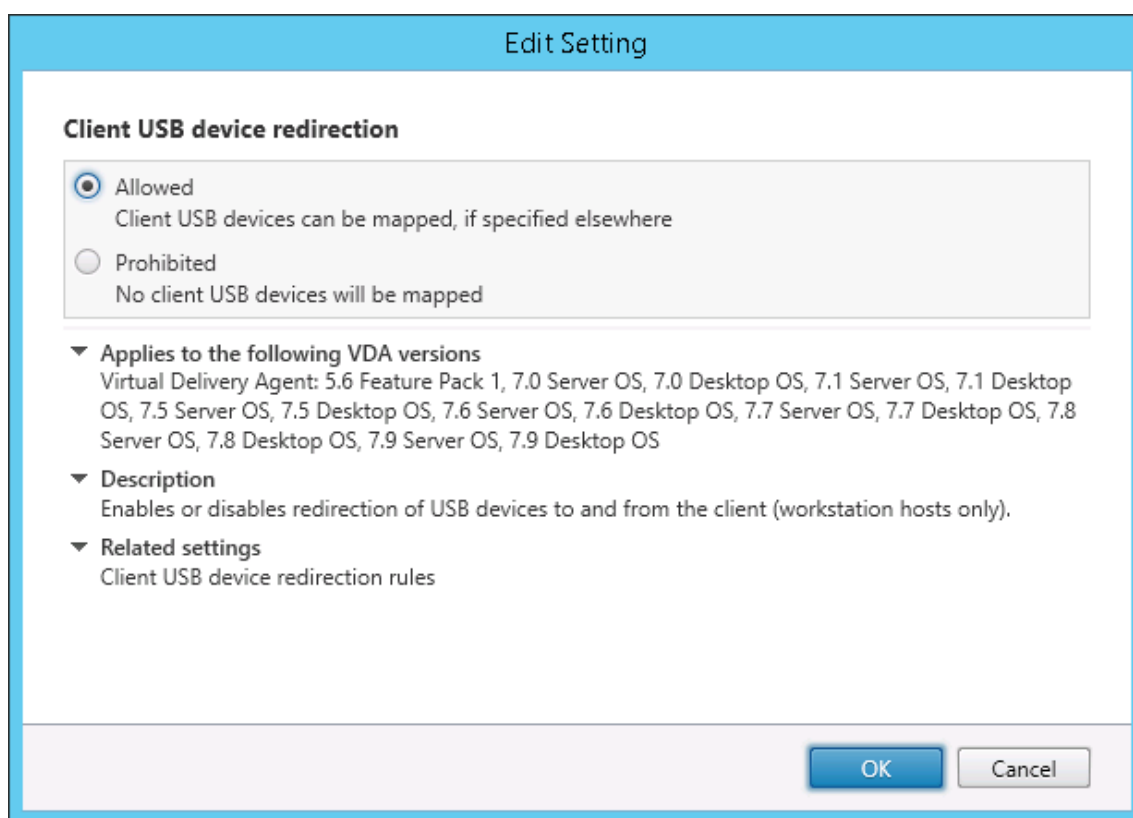 Edit Setting
Client USB device redirection
Allowed
Client USB devices can be mapped, if specified elsewhere
Prohibited
No client USB devices will be mapped
Applies to the following VDA versions
Virtual Delivery Agent: 5.6 Feature Pack 1, 7.0 Server OS, 7.0 Desktop OS, 7.1 Server OS, 7.1 Desktop
OS, 7.5 Server OS, 7.5 Desktop OS, 7.6 Server OS, 7.6 Desktop OS, 7.7 Server OS, 7.7 Desktop OS, 7.8
Server OS, 7.8 Desktop OS, 7.9 Server OS, 7.9 Desktop OS
Description
Enables or disables redirection of USB devices to and from the client (workstation hosts only).
Related settings
Client USB device redirection rules
OK Cancel